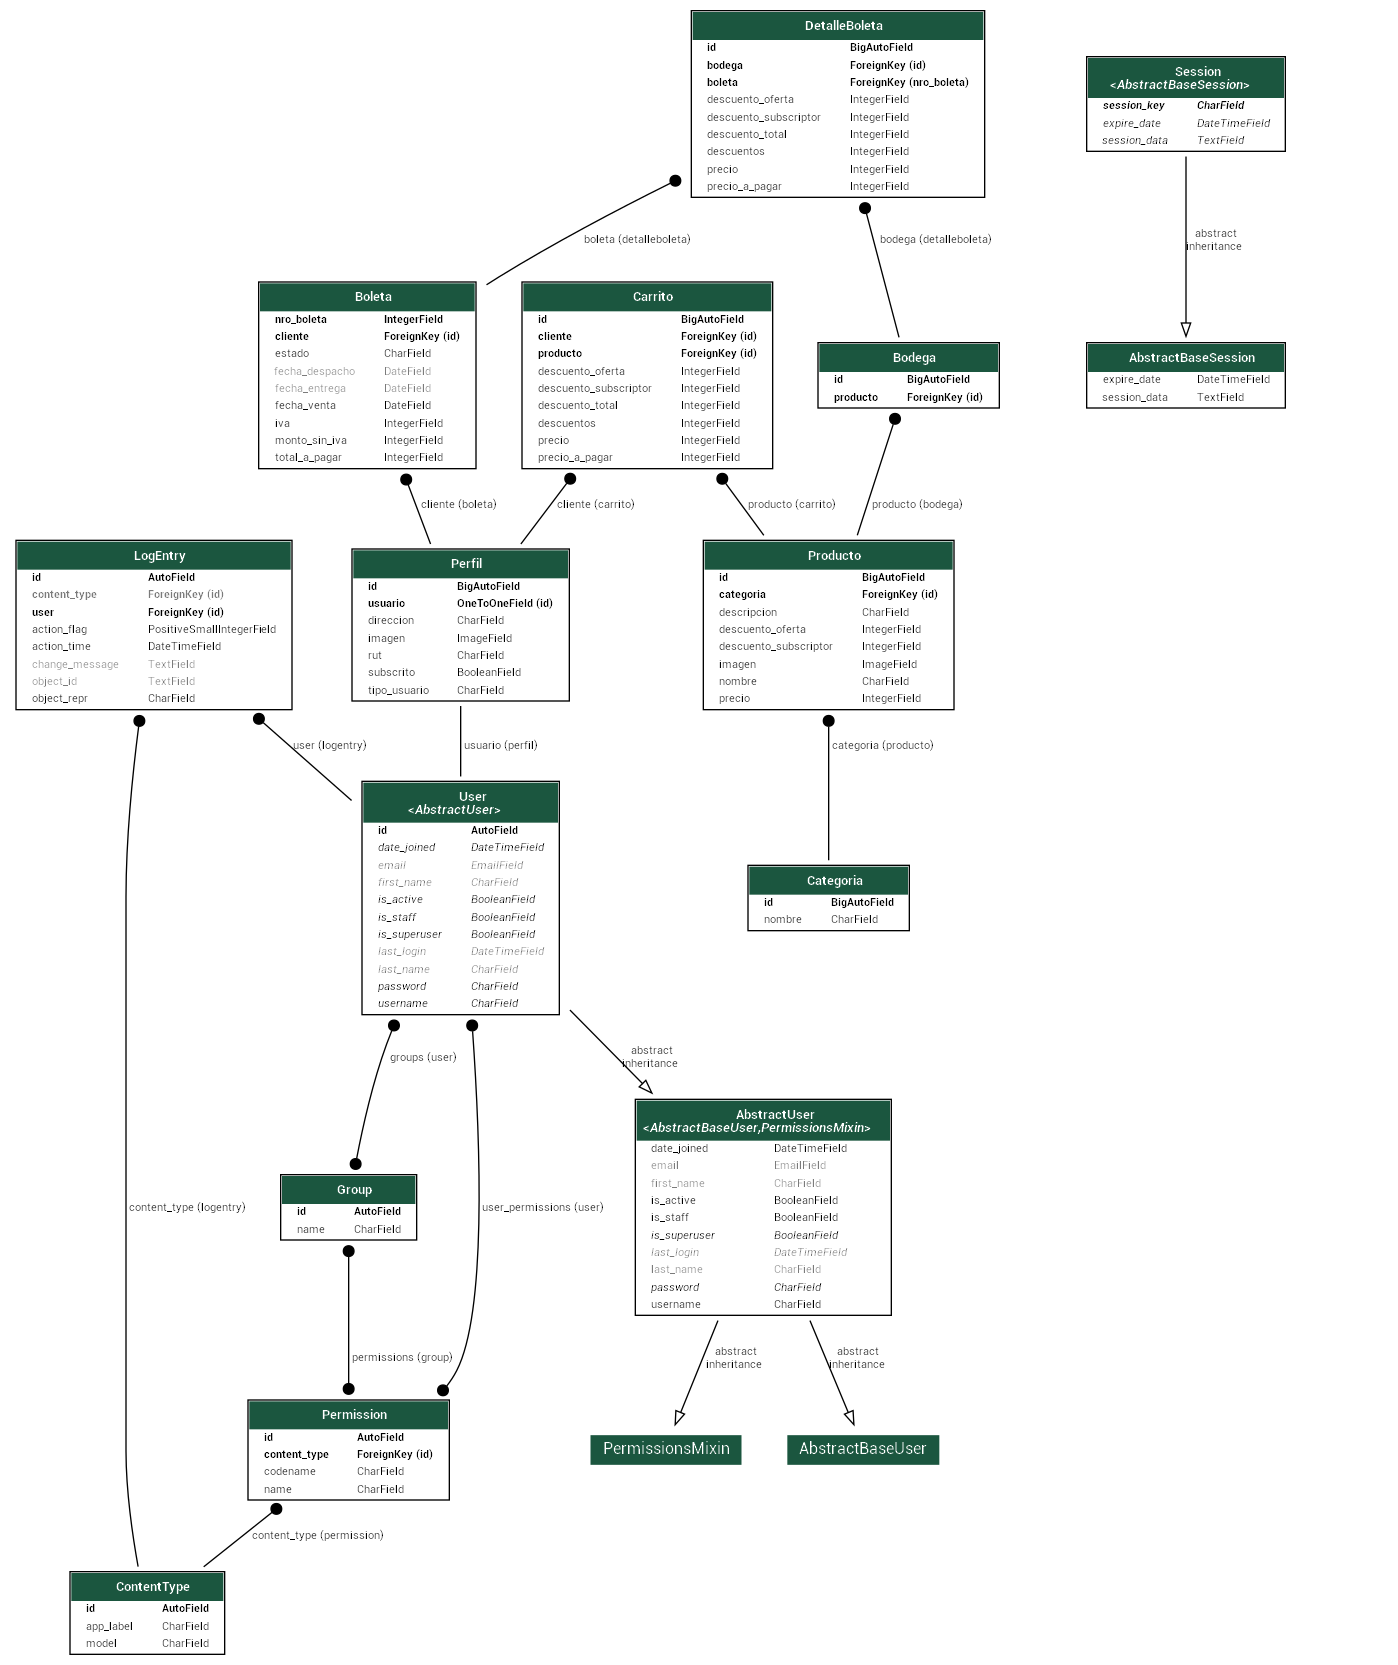 DetalleBoleta
id BigAutoField
bodega ForeignKey (id)
boleta ForeignKey (nro_boleta)
descuento_oferta IntegerField
descuento_subscriptor IntegerField
descuento_total IntegerField
descuentos IntegerField
precio IntegerField
precio_a_pagar IntegerField
Session
<AbstractBaseSession>
session_key CharField
expire_date DateTimeField
session_data TextField
boleta (detalleboleta)
bodega (detalleboleta)
abstract
inheritance
Boleta
nro_boleta IntegerField
cliente ForeignKey (id)
estado CharField
fecha_despacho DateField
fecha_entrega DateField
fecha_venta DateField
iva IntegerField
monto_sin_iva IntegerField
total_a_pagar IntegerField
Carrito
id BigAutoField
cliente ForeignKey (id)
producto ForeignKey (id)
descuento_oferta IntegerField
descuento_subscriptor IntegerField
descuento_total IntegerField
descuentos IntegerField
precio IntegerField
precio_a_pagar IntegerField
Bodega
id BigAutoField
producto ForeignKey (id)
AbstractBaseSession
expire_date DateTimeField
session_data TextField
cliente (boleta)
cliente (carrito)
producto (carrito)
producto (bodega)
LogEntry
id AutoField
content_type ForeignKey (id)
user ForeignKey (id)
action_flag PositiveSmallIntegerField
action_time DateTimeField
change_message TextField
object_id TextField
object_repr CharField
Perfil
id BigAutoField
usuario OneToOneField (id)
direccion CharField
imagen ImageField
rut CharField
subscrito BooleanField
tipo_usuario CharField
Producto
id BigAutoField
categoria ForeignKey (id)
descripcion CharField
descuento_oferta IntegerField
descuento_subscriptor IntegerField
imagen ImageField
nombre CharField
precio IntegerField
user (logentry)
usuario (perfil)
categoria (producto)
User
<AbstractUser>
id AutoField
date_joined DateTimeField
email EmailField
first_name CharField
is_active BooleanField
is_staff BooleanField
is_superuser BooleanField
last_login DateTimeField
last_name CharField
password CharField
username CharField
Categoria
id BigAutoField
nombre CharField
groups (user)
abstract
inheritance
AbstractUser
<AbstractBaseUser,PermissionsMixin>
date_joined DateTimeField
email EmailField
first_name CharField
is_active BooleanField
is_staff BooleanField
is_superuser BooleanField
last_login DateTimeField
last_name CharField
password CharField
username CharField
Group
id AutoField
name CharField
content_type (logentry)
user_permissions (user)
permissions (group)
abstract
inheritance
abstract
inheritance
Permission
id AutoField
content_type ForeignKey (id)
codename CharField
name CharField
PermissionsMixin
AbstractBaseUser
content_type (permission)
ContentType
id AutoField
app_label CharField
model CharField